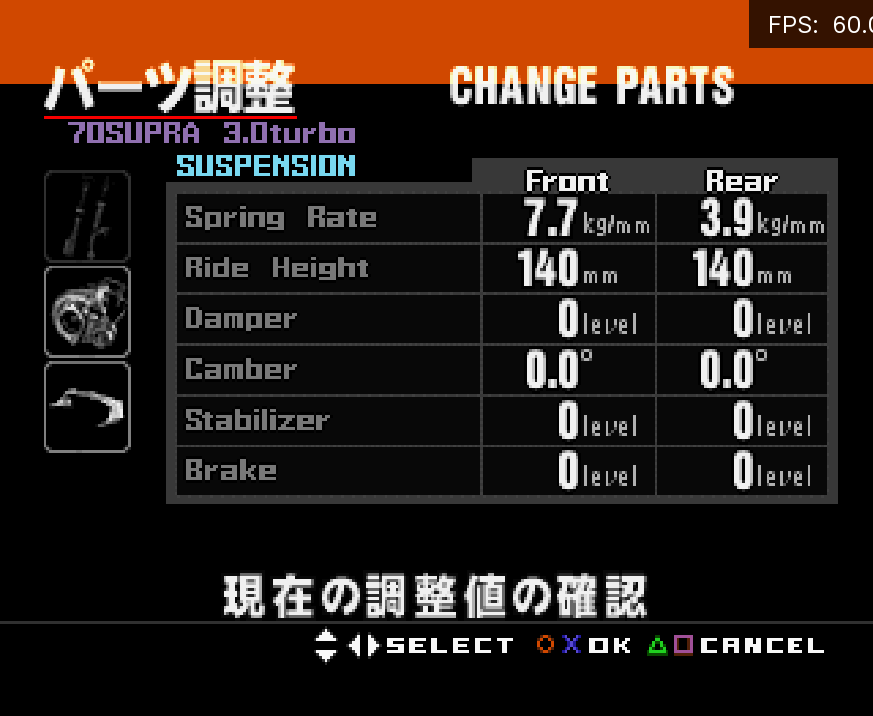 FPS: 60.0
パーツ調整 CHANGE PARTS
70SUPRA 3.0turbo
SUSPENSION
Front Rear
Spring Rate 7.7kg/mm 3.9kg/mm
Ride Height 140mm 140mm
Damper 0level 0level
Camber 0.0° 0.0°
Stabilizer 0level 0level
Brake 0level 0level
現在の調整値の確認
SELECT OK CANCEL